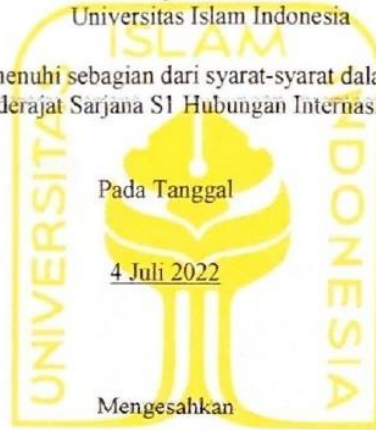 Universitas Islam Indonesia
ISLAM
menuhi sebagian dari syarat-syarat dala
derajat Sarjana S1 Hubungan Internas
UNIVERSITAS
INDONESIA
Pada Tanggal
4 Juli 2022
Mengesahkan